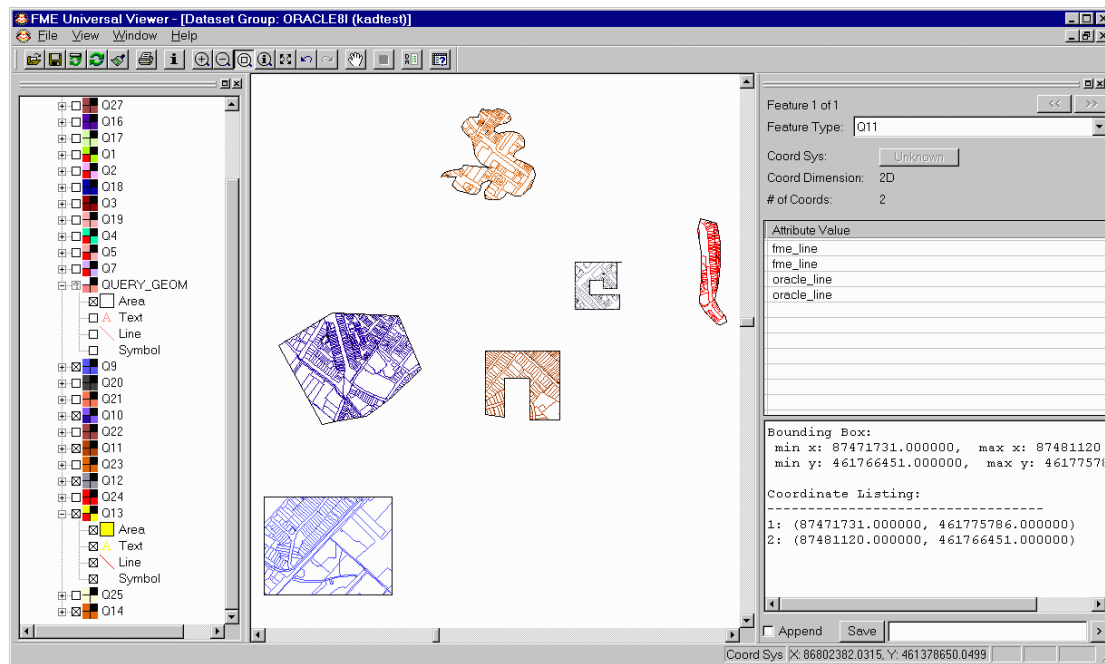 FME Universal Viewer - [Dataset Group: ORACLE8I (kadtest)]
File View Window Help
Q27
Q16
Q17
Q1
Q2
Q18
Q3
Q19
Q4
Q5
Q7
QUERY_GEOM
Area
A Text
Line
Symbol
Q9
Q20
Q21
Q10
Q22
Q11
Q23
Q12
Q24
Q13
Area
A Text
Line
Symbol
Q25
Q14
Feature 1 of 1 << >>
Feature Type: Q11
Coord Sys: Unknown
Coord Dimension: 2D
# of Coords: 2
Attribute Value
fme_line
fme_line
oracle_line
oracle_line
Bounding Box:
min x: 87471731.000000, max x: 87481120
min y: 461766451.000000, max y: 4617757
Coordinate Listing:
----------------------------------
1: (87471731.000000, 461775786.000000)
2: (87481120.000000, 461766451.000000)
Append Save >
Coord Sys X: 86802382.0315, Y: 461378650.0499